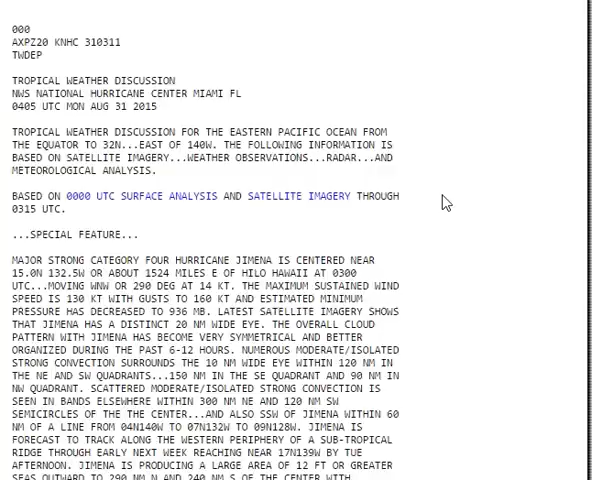 000
AXPZ20 KNHC 310311
TWDEP
TROPICAL WEATHER DISCUSSION
NWS NATIONAL HURRICANE CENTER MIAMI FL
0405 UTC MON AUG 31 2015
TROPICAL WEATHER DISCUSSION FOR THE EASTERN PACIFIC OCEAN FROM
THE EQUATOR TO 32N...EAST OF 140W. THE FOLLOWING INFORMATION IS
BASED ON SATELLITE IMAGERY...WEATHER OBSERVATIONS...RADAR...AND
METEOROLOGICAL ANALYSIS.
BASED ON 0000 UTC SURFACE ANALYSIS AND SATELLITE IMAGERY THROUGH
0315 UTC.
...SPECIAL FEATURE...
MAJOR STRONG CATEGORY FOUR HURRICANE JIMENA IS CENTERED NEAR
15.0N 132.5W OR ABOUT 1524 MILES E OF HILO HAWAII AT 0300
UTC...MOVING WNW OR 290 DEG AT 14 KT. THE MAXIMUM SUSTAINED WIND
SPEED IS 130 KT WITH GUSTS TO 160 KT AND ESTIMATED MINIMUM
PRESSURE HAS DECREASED TO 936 MB. LATEST SATELLITE IMAGERY SHOWS
THAT JIMENA HAS A DISTINCT 20 NM WIDE EYE. THE OVERALL CLOUD
PATTERN WITH JIMENA HAS BECOME VERY SYMMETRICAL AND BETTER
ORGANIZED DURING THE PAST 6-12 HOURS. NUMEROUS MODERATE/ISOLATED
STRONG CONVECTION SURROUNDS THE 10 NM WIDE EYE WITHIN 120 NM IN
THE NE AND SW QUADRANTS...150 NM IN THE SE QUADRANT AND 90 NM IN
NW QUADRANT. SCATTERED MODERATE/ISOLATED STRONG CONVECTION IS
SEEN IN BANDS ELSEWHERE WITHIN 300 NM NE AND 120 NM SW
SEMICIRCLES OF THE THE CENTER...AND ALSO SSW OF JIMENA WITHIN 60
NM OF A LINE FROM 04N140W TO 07N132W TO 09N128W. JIMENA IS
FORECAST TO TRACK ALONG THE WESTERN PERIPHERY OF A SUB-TROPICAL
RIDGE THROUGH EARLY NEXT WEEK REACHING NEAR 17N139W BY TUE
AFTERNOON. JIMENA IS PRODUCING A LARGE AREA OF 12 FT OR GREATER
SEAS OUTWARD TO 290 NM N AND 240 NM S OF THE CENTER WITH